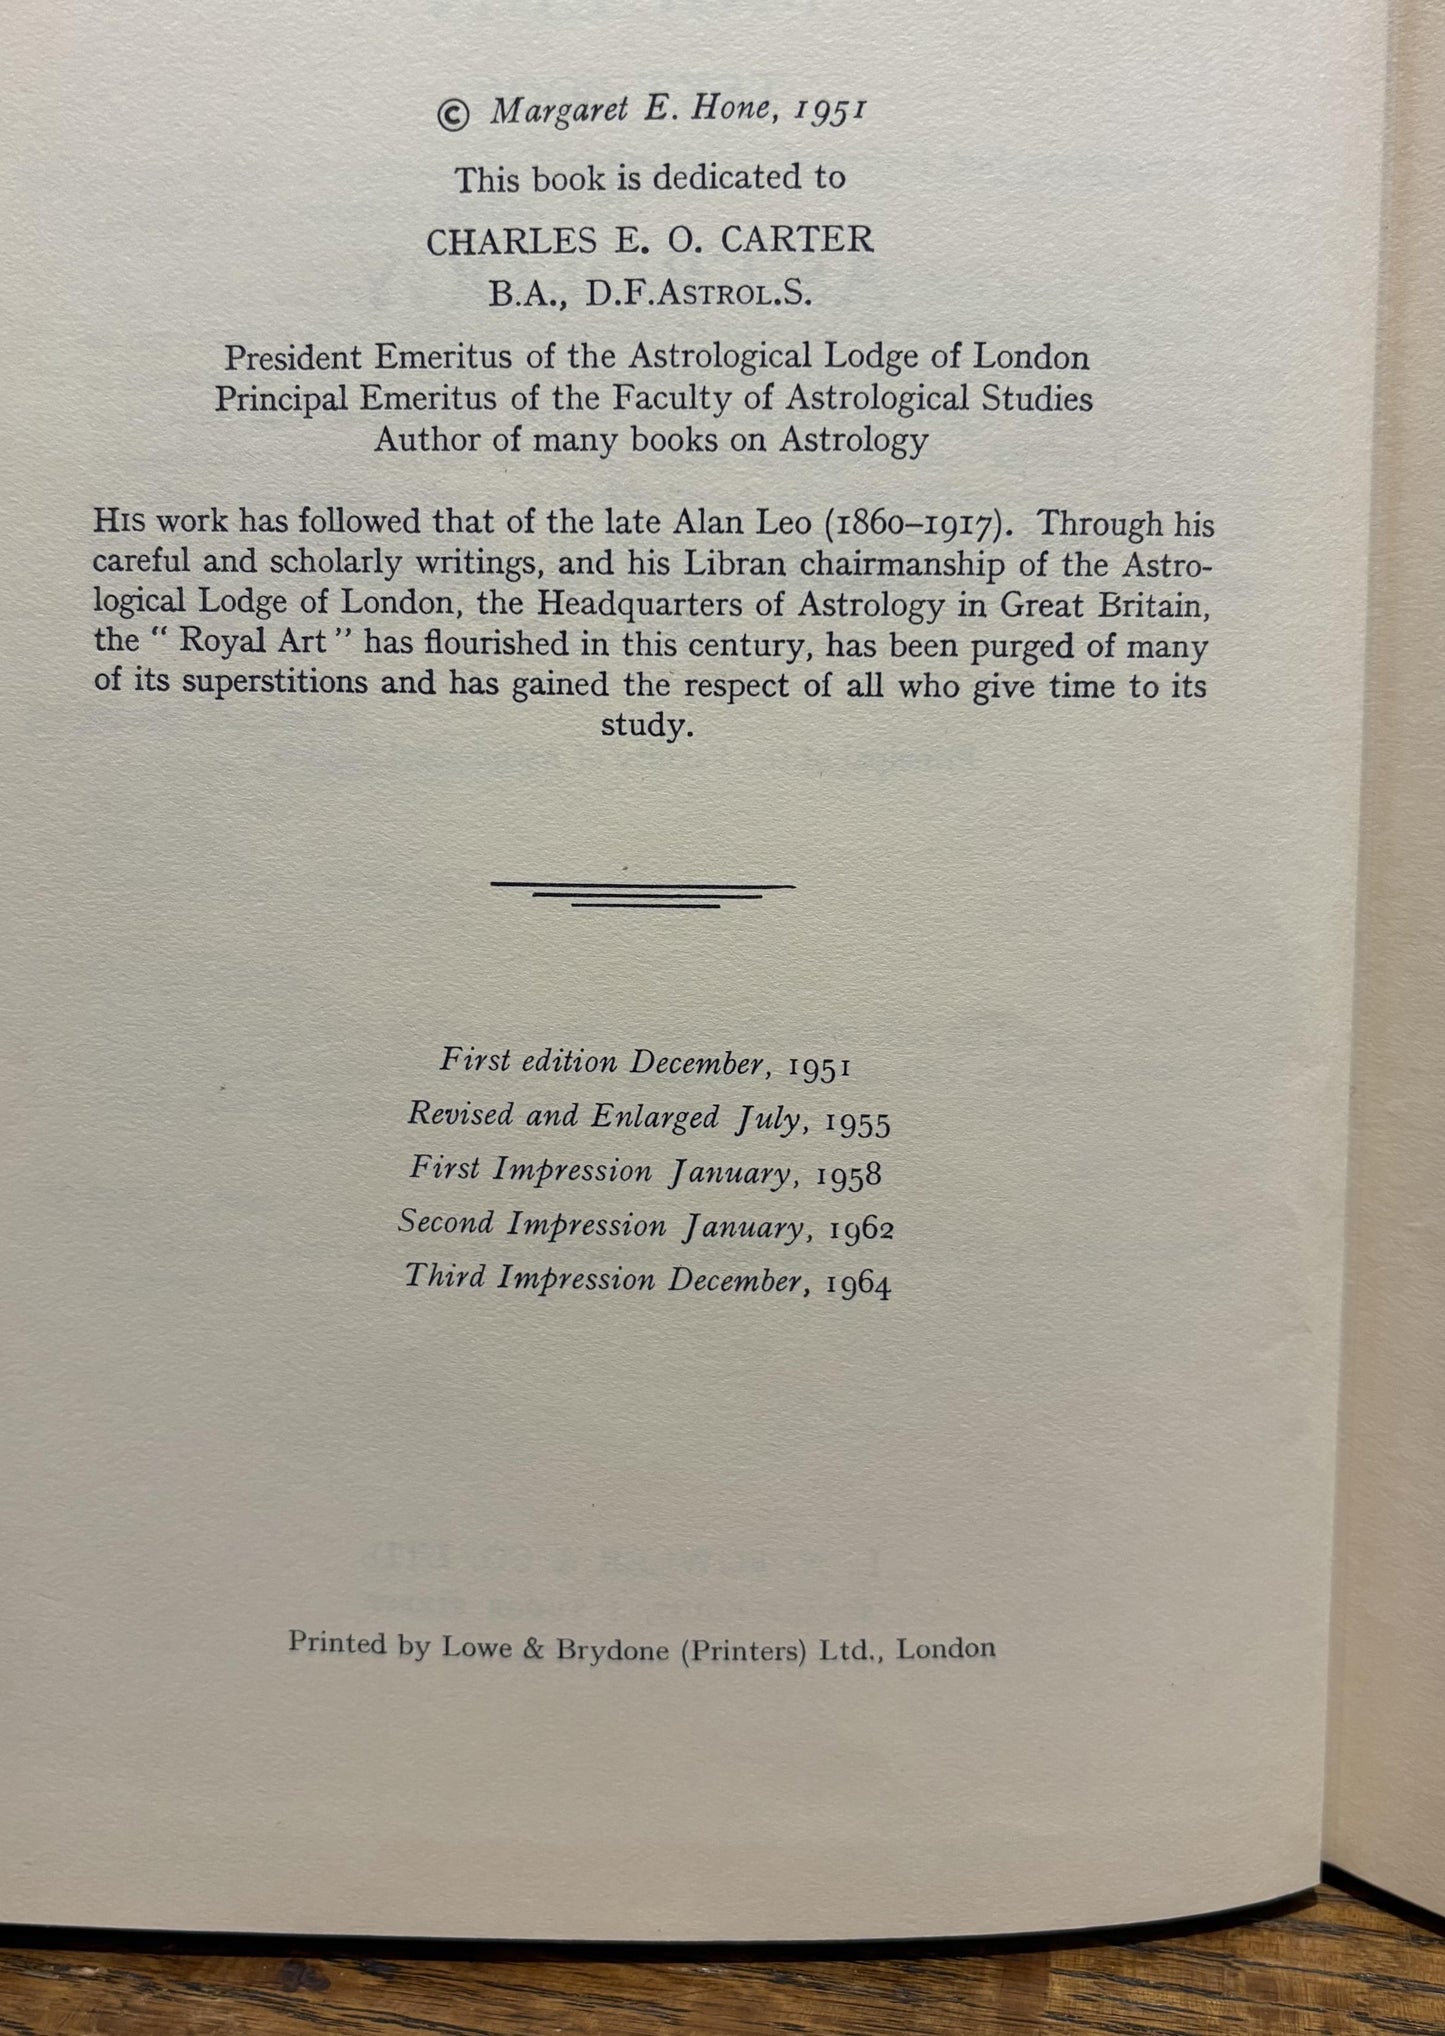 © Margaret E. Hone, 1951
This book is dedicated to
CHARLES E. O. CARTER
B.A., D.F.ASTROL.S.
President Emeritus of the Astrological Lodge of London
Principal Emeritus of the Faculty of Astrological Studies
Author of many books on Astrology
HIS work has followed that of the late Alan Leo (1860–1917). Through his
careful and scholarly writings, and his Libran chairmanship of the Astro-
logical Lodge of London, the Headquarters of Astrology in Great Britain,
the “ Royal Art ” has flourished in this century, has been purged of many
of its superstitions and has gained the respect of all who give time to its
study.
First edition December, 1951
Revised and Enlarged July, 1955
First Impression January, 1958
Second Impression January, 1962
Third Impression December, 1964
Printed by Lowe & Brydone (Printers) Ltd., London